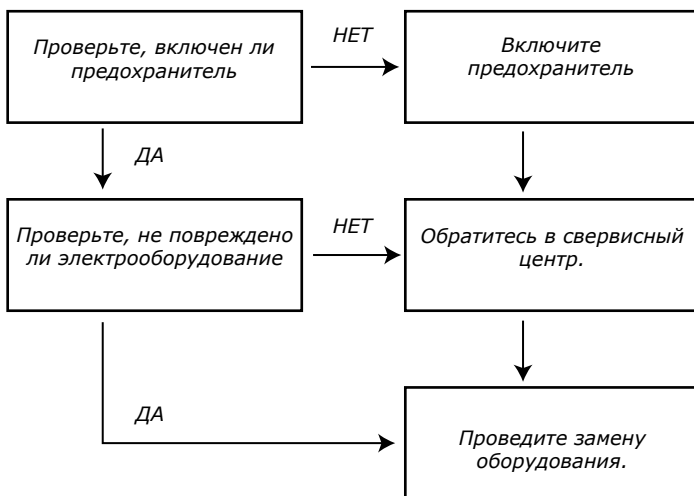 Проверьте, включен ли
предохранитель
НЕТ
Включите
предохранитель
ДА
Проверьте, не повреждено
ли электрооборудование
НЕТ
Обратитесь в свервисный
центр.
ДА
Проведите замену
оборудования.